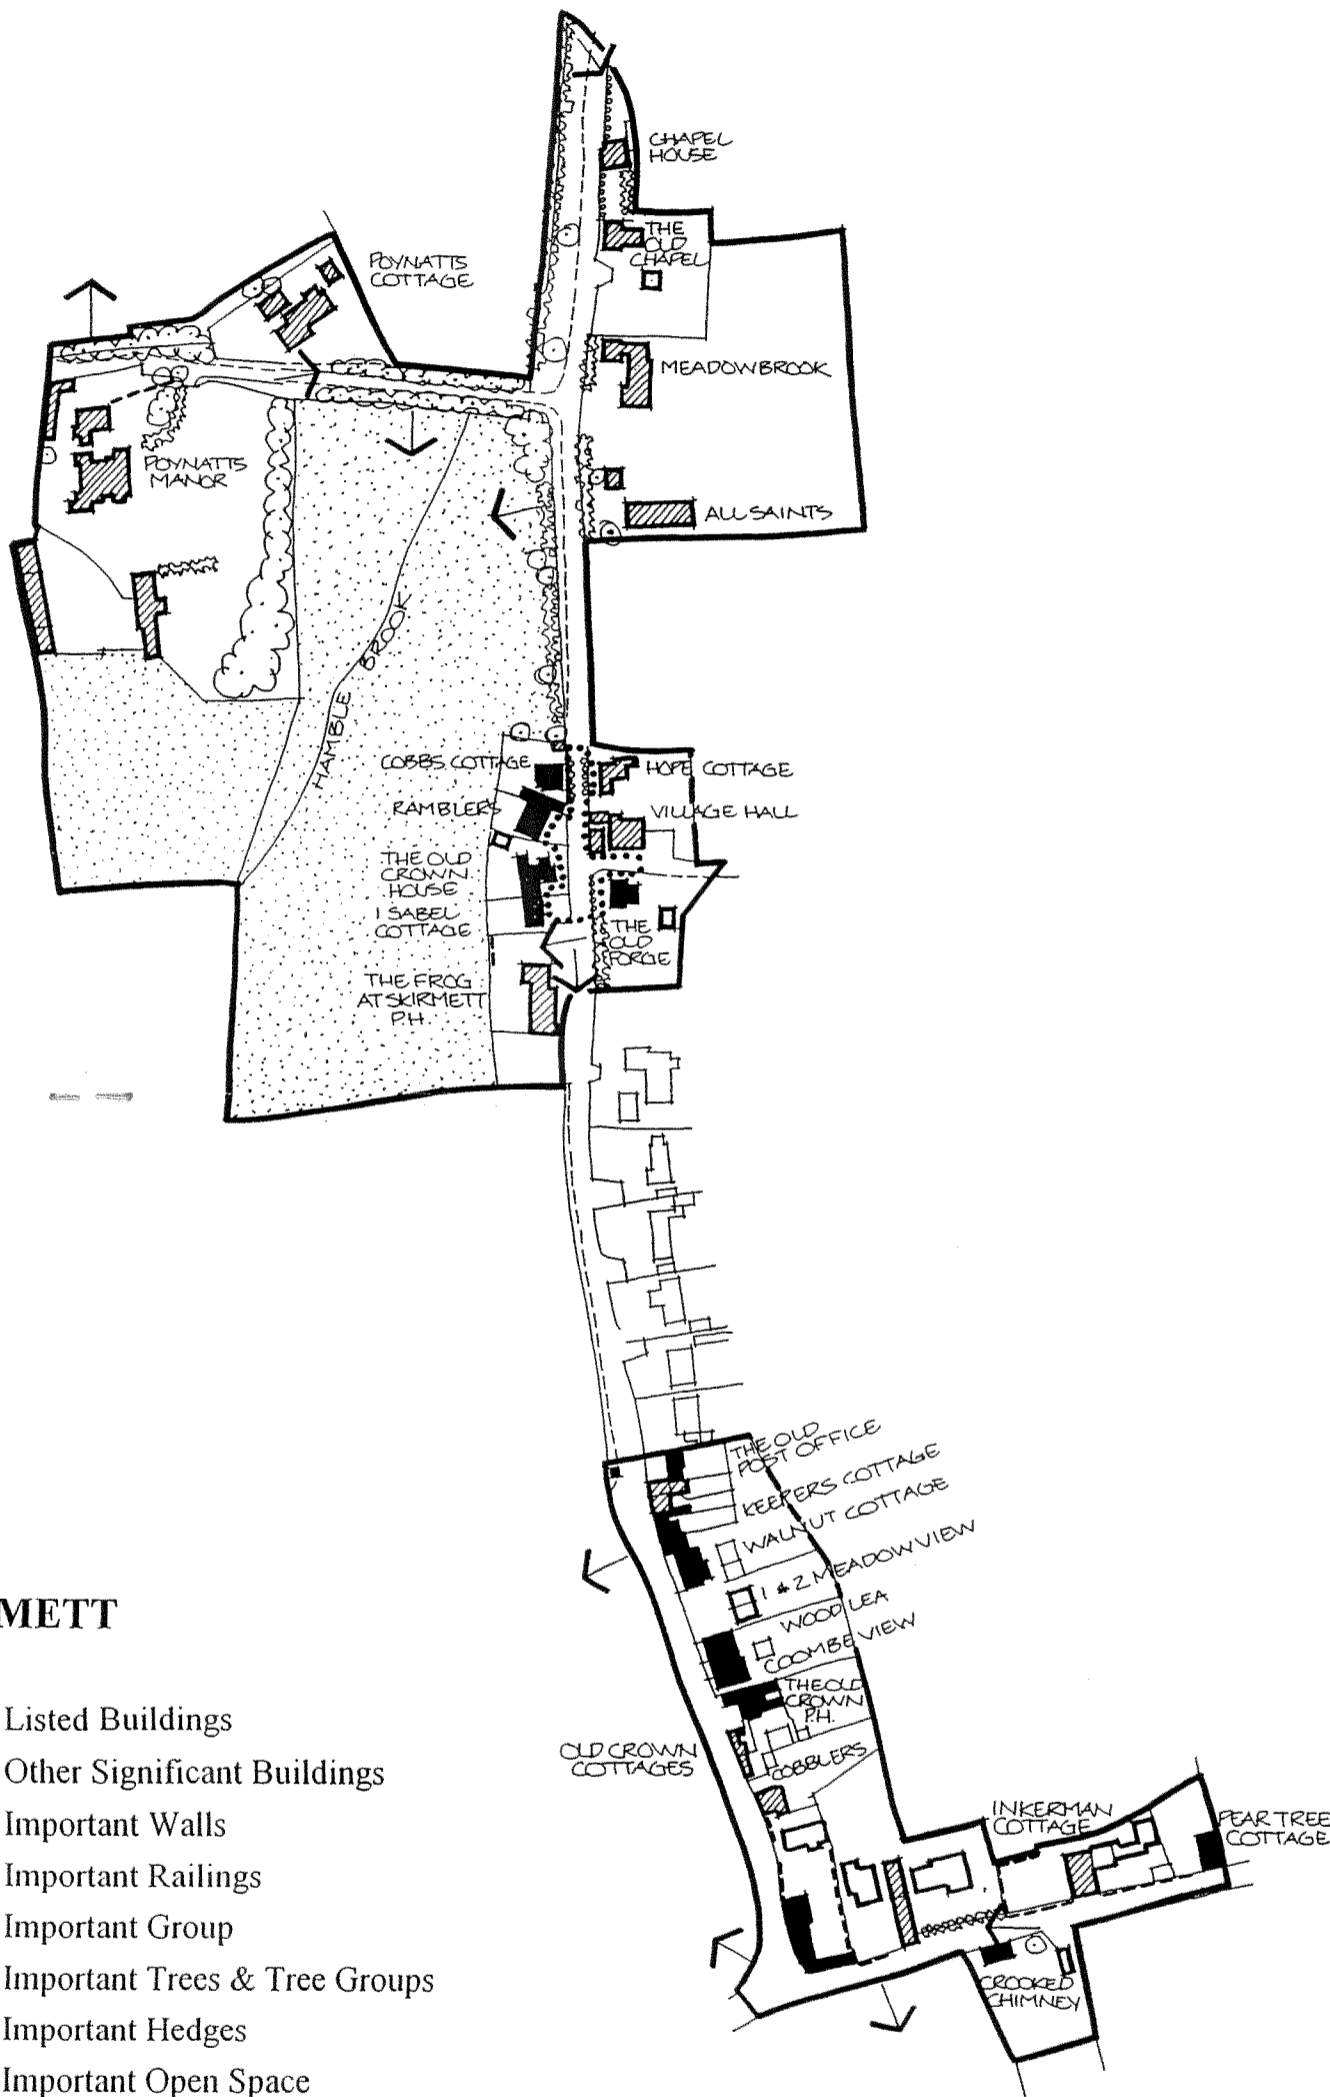 CHAPEL
HOUSE
THE
OLD
CHAPEL
POYNATTS
COTTAGE
MEADOWBROOK
POYNATTS
MANOR
ALL SAINTS
HAMBLE BROOK
COBBS COTTAGE
HOPE COTTAGE
RAMBLERS
VILLAGE HALL
THE OLD
CROWN
HOUSE
ISABEL
COTTAGE
THE
OLD
FORGE
THE FROG
AT SKIRMETT
P.H.
THE OLD
POST OFFICE
KEEPERS COTTAGE
WALNUT COTTAGE
1 & 2 MEADOW VIEW
WOOD LEA
COOMBE VIEW
THE OLD
CROWN
P.H.
OLD CROWN
COTTAGES
COBBLERS
INKERMAN
COTTAGE
PEAR TREE
COTTAGE
CROOKED
CHIMNEY
METT
Listed Buildings
Other Significant Buildings
Important Walls
Important Railings
Important Group
Important Trees & Tree Groups
Important Hedges
Important Open Space